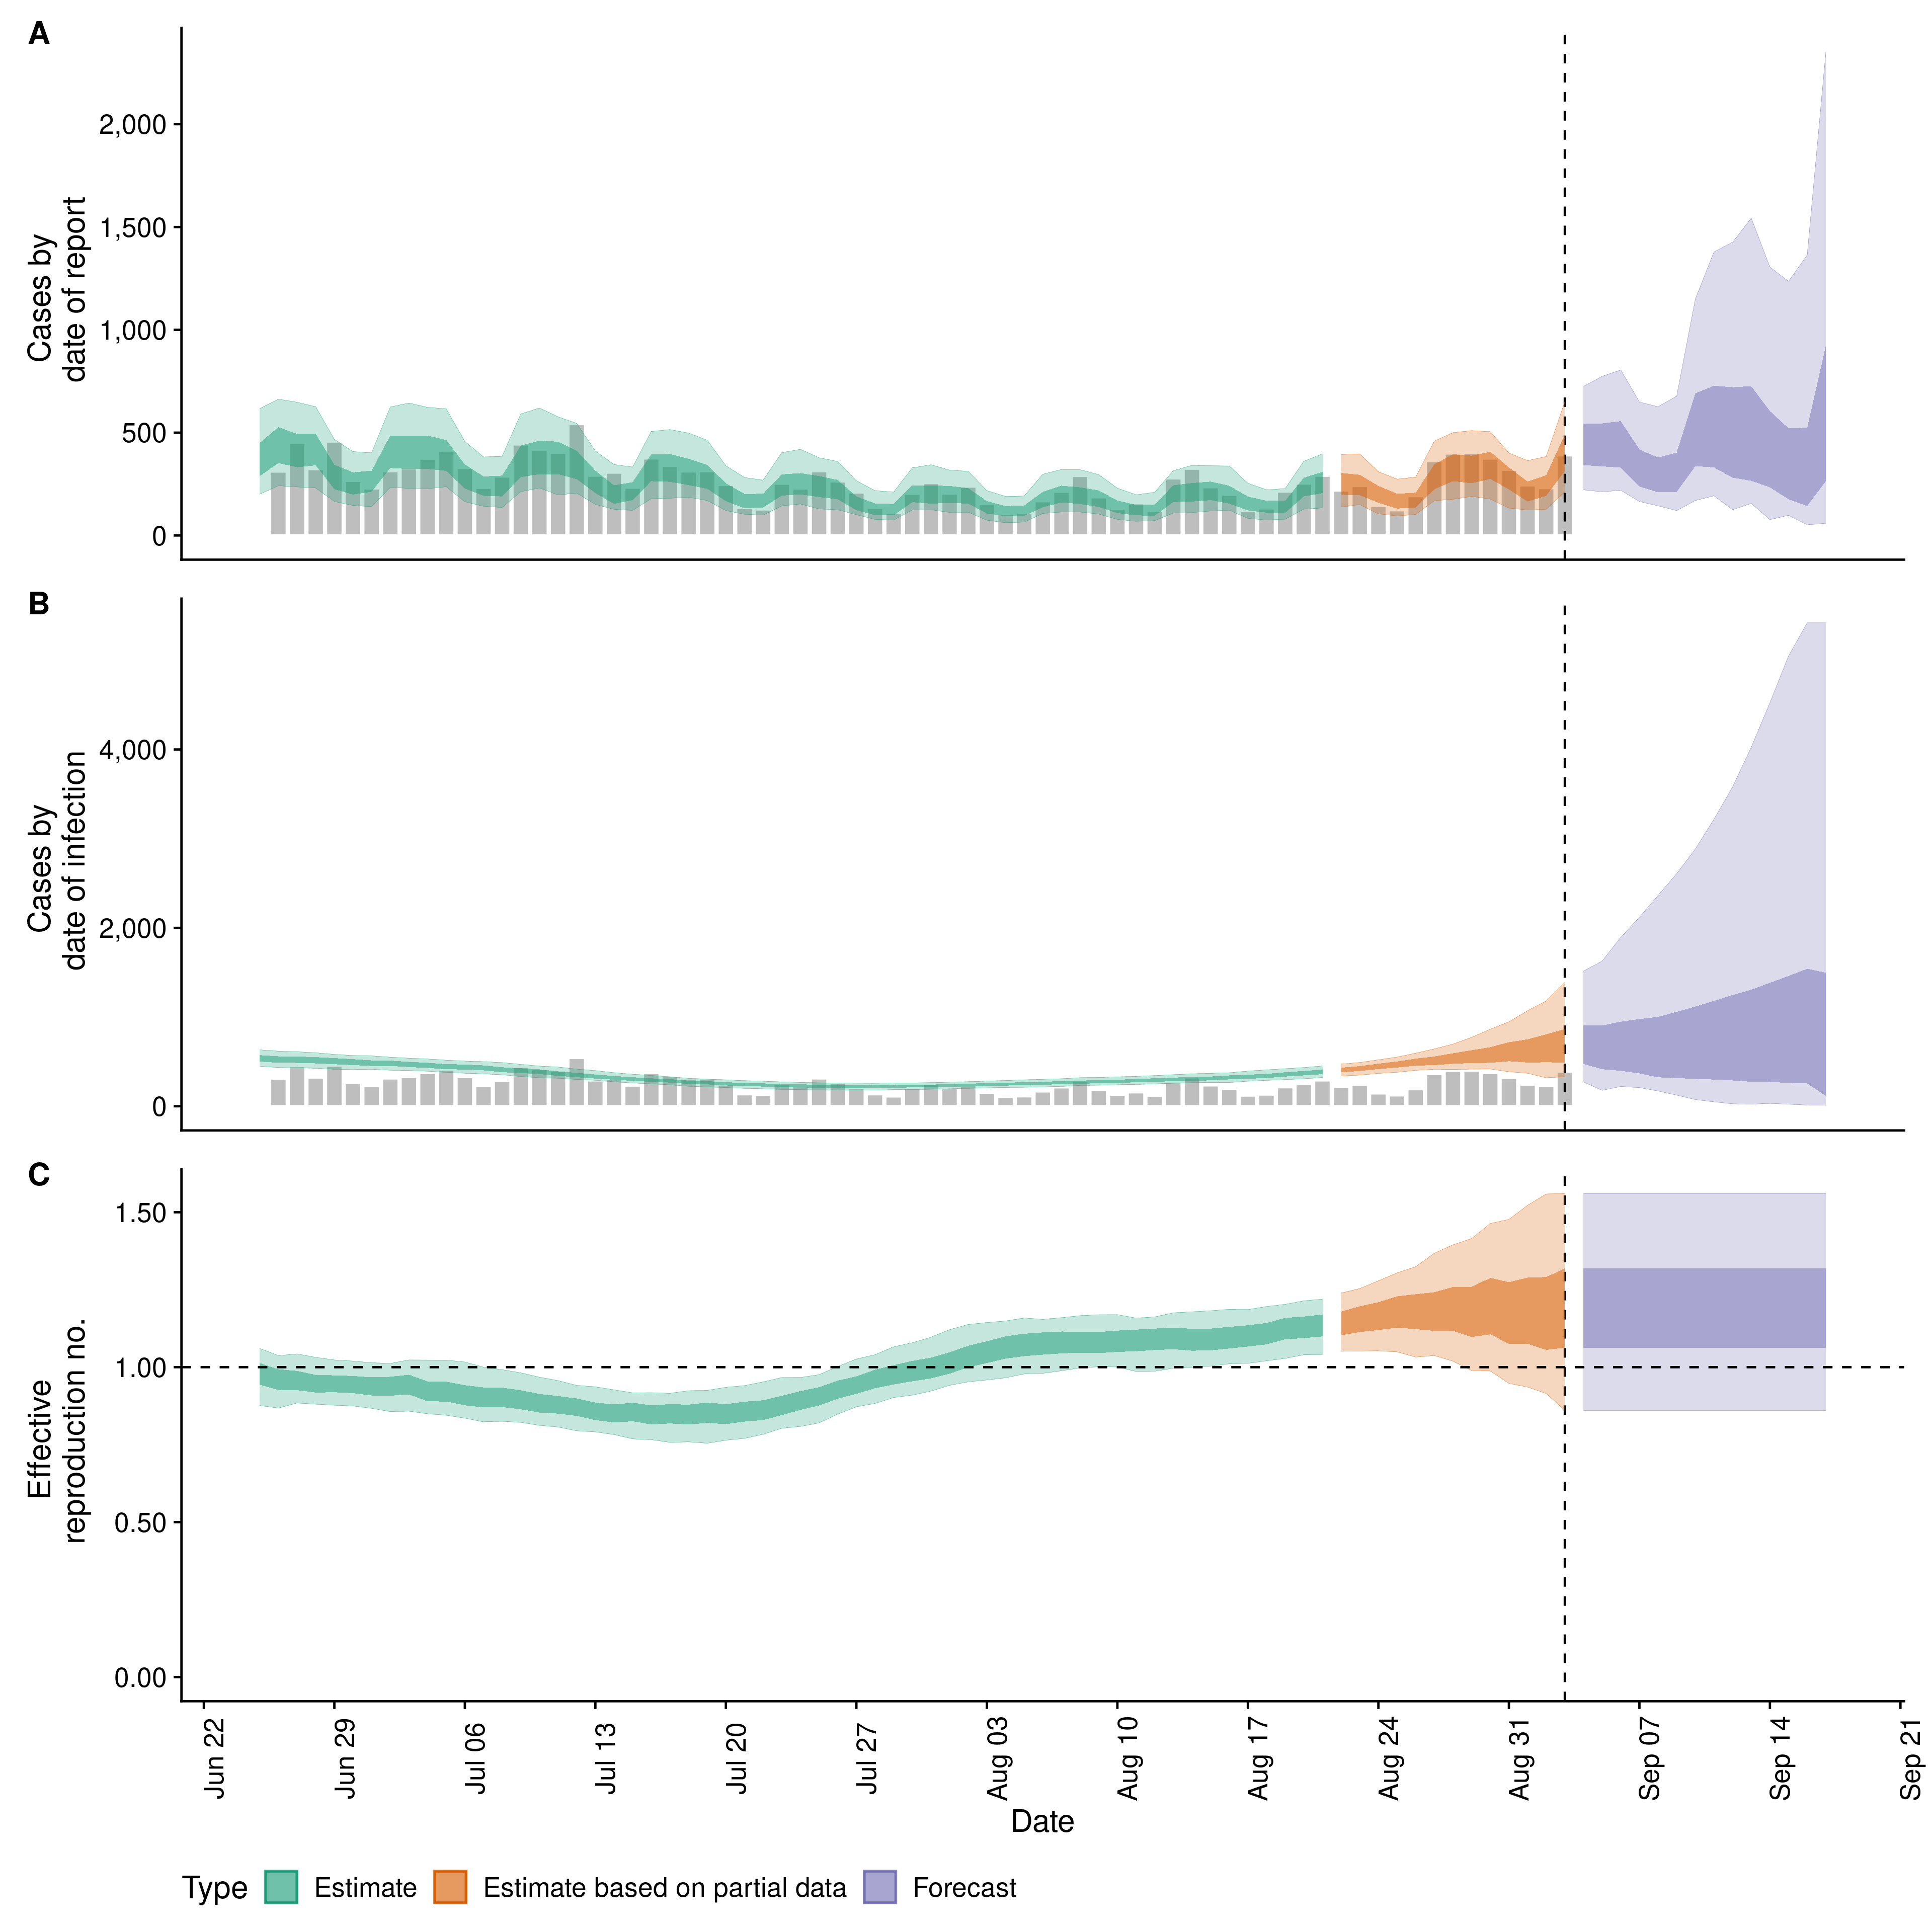 A
Cases by
date of report
2,000
1,500
1,000
500
0
B
Cases by
date of infection
4,000
2,000
0
C
Effective
reproduction no.
1.50
1.00
0.50
0.00
Jun 22
Jun 29
Jul 06
Jul 13
Jul 20
Jul 27
Aug 03
Aug 10
Aug 17
Aug 24
Aug 31
Sep 07
Sep 14
Sep 21
Date
Type Estimate Estimate based on partial data Forecast